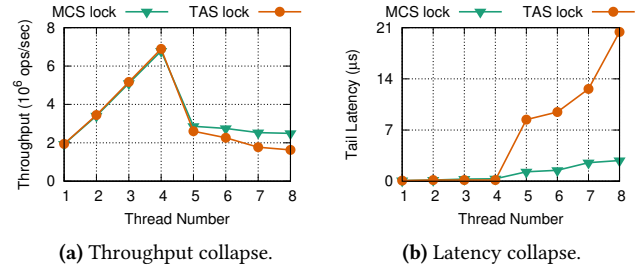 MCS lock TAS lock
Throughput (10⁶ ops/sec)
8
6
4
2
0
1 2 3 4 5 6 7 8
Thread Number
(a) Throughput collapse.
MCS lock TAS lock
Tail Latency (µs)
21
14
7
0
1 2 3 4 5 6 7 8
Thread Number
(b) Latency collapse.